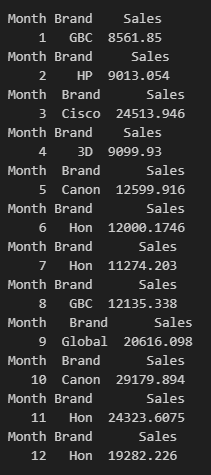 Month Brand Sales
1 GBC 8561.85
Month Brand Sales
2 HP 9013.054
Month Brand Sales
3 Cisco 24513.946
Month Brand Sales
4 3D 9099.93
Month Brand Sales
5 Canon 12599.916
Month Brand Sales
6 Hon 12000.1746
Month Brand Sales
7 Hon 11274.203
Month Brand Sales
8 GBC 12135.338
Month Brand Sales
9 Global 20616.098
Month Brand Sales
10 Canon 29179.894
Month Brand Sales
11 Hon 24323.6075
Month Brand Sales
12 Hon 19282.226